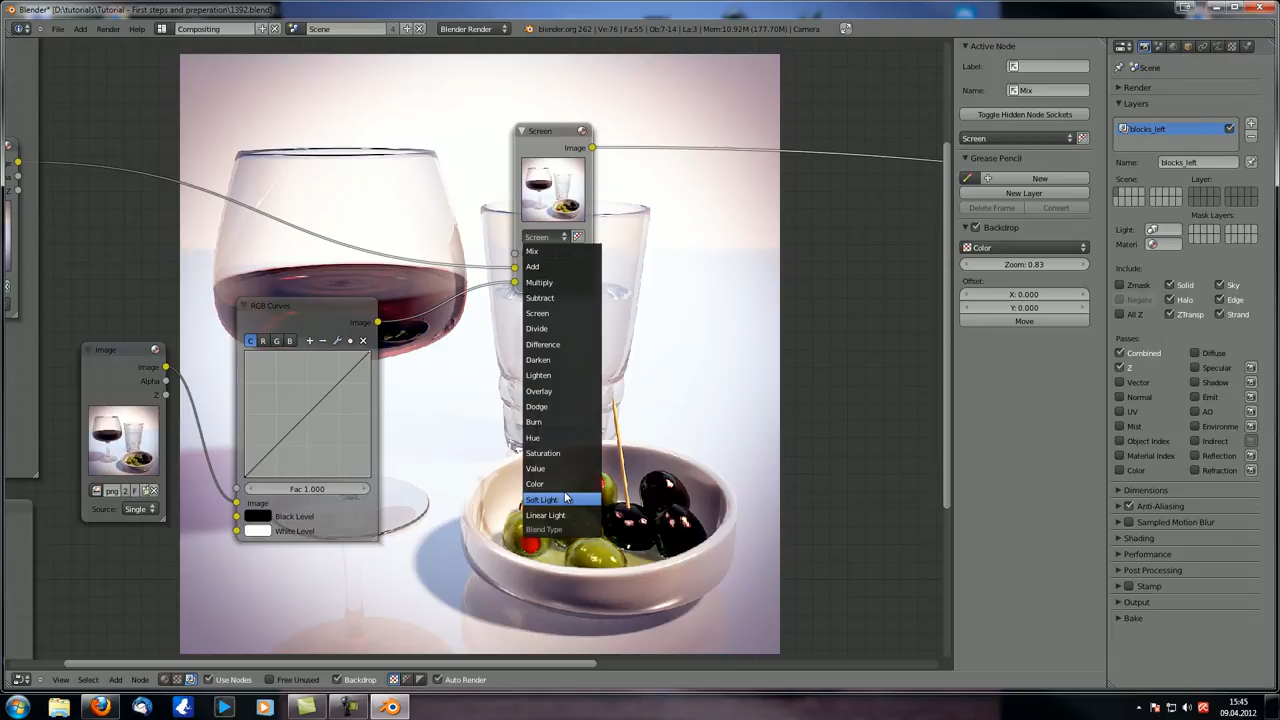 Blender* [D:\tutorials\Tutorial - First steps and preperation\1392.blend]
File Add Render Help Compositing Scene 4 Blender Render blender.org 262 | Ve:76 | Fa:55 | Ob:7-14 | La:3 | Mem:10.92M (177.70M) | Camera
Active Node
Label:
Name: Mix
Toggle Hidden Node Sockets
Screen
Grease Pencil
New
New Layer
Delete Frame Convert
Backdrop
Color
Zoom: 0.83
Offset:
X: 0.000
Y: 0.000
Move
Scene
Render
Layers
blocks_left
Name: blocks_left
Scene: Layer:
Mask Layers:
Light:
Materi
Include:
Zmask Solid Sky
Negate Halo Edge
All Z ZTransp Strand
Passes:
Combined Diffuse
Z Specular
Vector Shadow
Normal Emit
UV AO
Mist Environme
Object Index Indirect
Material Index Reflection
Color Refraction
Dimensions
Anti-Aliasing
Sampled Motion Blur
Shading
Performance
Post Processing
Stamp
Output
Bake
Screen
Image
Screen
Mix
Add
Multiply
Subtract
Screen
Divide
Difference
Darken
Lighten
Overlay
Dodge
Burn
Hue
Saturation
Value
Color
Soft Light
Linear Light
Blend Type
RGB Curves
Image
C R G B
Fac 1.000
Image
Black Level
White Level
Image
Image
Alpha
Z
png 2 F
Source: Single
Z
View Select Add Node Use Nodes Free Unused Backdrop Auto Render
15:45
09.04.2012